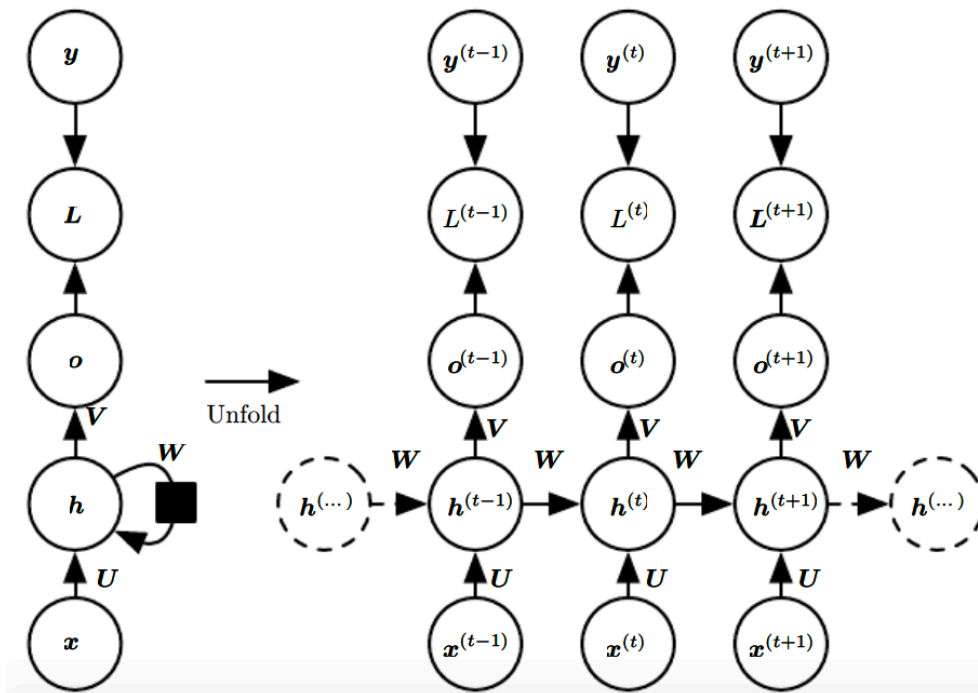 y y(t−1) y(t) y(t+1)
L L(t−1) L(t) L(t+1)
o o(t−1) o(t) o(t+1)
Unfold
V V V V
W W W W W
h h(...) h(t−1) h(t) h(t+1) h(...)
U U U U
x x(t−1) x(t) x(t+1)